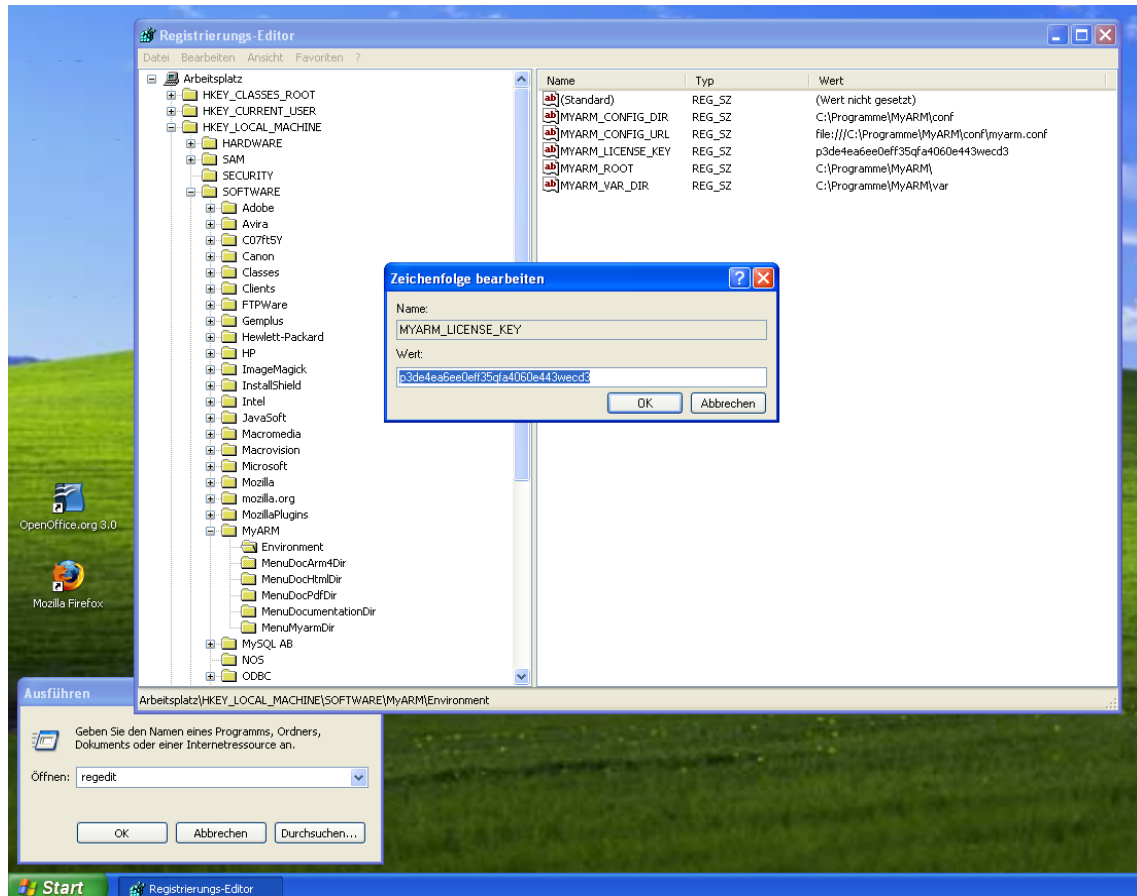 Registrierungs-Editor
Datei Bearbeiten Ansicht Favoriten ?
Arbeitsplatz
HKEY_CLASSES_ROOT
HKEY_CURRENT_USER
HKEY_LOCAL_MACHINE
HARDWARE
SAM
SECURITY
SOFTWARE
Adobe
Avira
C07ft5Y
Canon
Classes
Clients
FTPWare
Gemplus
Hewlett-Packard
HP
ImageMagick
InstallShield
Intel
JavaSoft
Macromedia
Macrovision
Microsoft
Mozilla
mozilla.org
MozillaPlugins
MyARM
Environment
MenuDocArm4Dir
MenuDocHtmlDir
MenuDocPdfDir
MenuDocumentationDir
MenuMyarmDir
MySQL AB
NOS
ODBC
Name Typ Wert
(Standard) REG_SZ (Wert nicht gesetzt)
MYARM_CONFIG_DIR REG_SZ C:\Programme\MyARM\conf
MYARM_CONFIG_URL REG_SZ file:///C:\Programme\MyARM\conf\myarm.conf
MYARM_LICENSE_KEY REG_SZ p3de4ea6ee0eff35qfa4060e443wecd3
MYARM_ROOT REG_SZ C:\Programme\MyARM\
MYARM_VAR_DIR REG_SZ C:\Programme\MyARM\var
Zeichenfolge bearbeiten
Name:
MYARM_LICENSE_KEY
Wert:
p3de4ea6ee0eff35qfa4060e443wecd3
OK Abbrechen
Arbeitsplatz\HKEY_LOCAL_MACHINE\SOFTWARE\MyARM\Environment
OpenOffice.org 3.0
Mozilla Firefox
Ausführen
Geben Sie den Namen eines Programms, Ordners,
Dokuments oder einer Internetressource an.
Öffnen: regedit
OK Abbrechen Durchsuchen...
Start Registrierungs-Editor